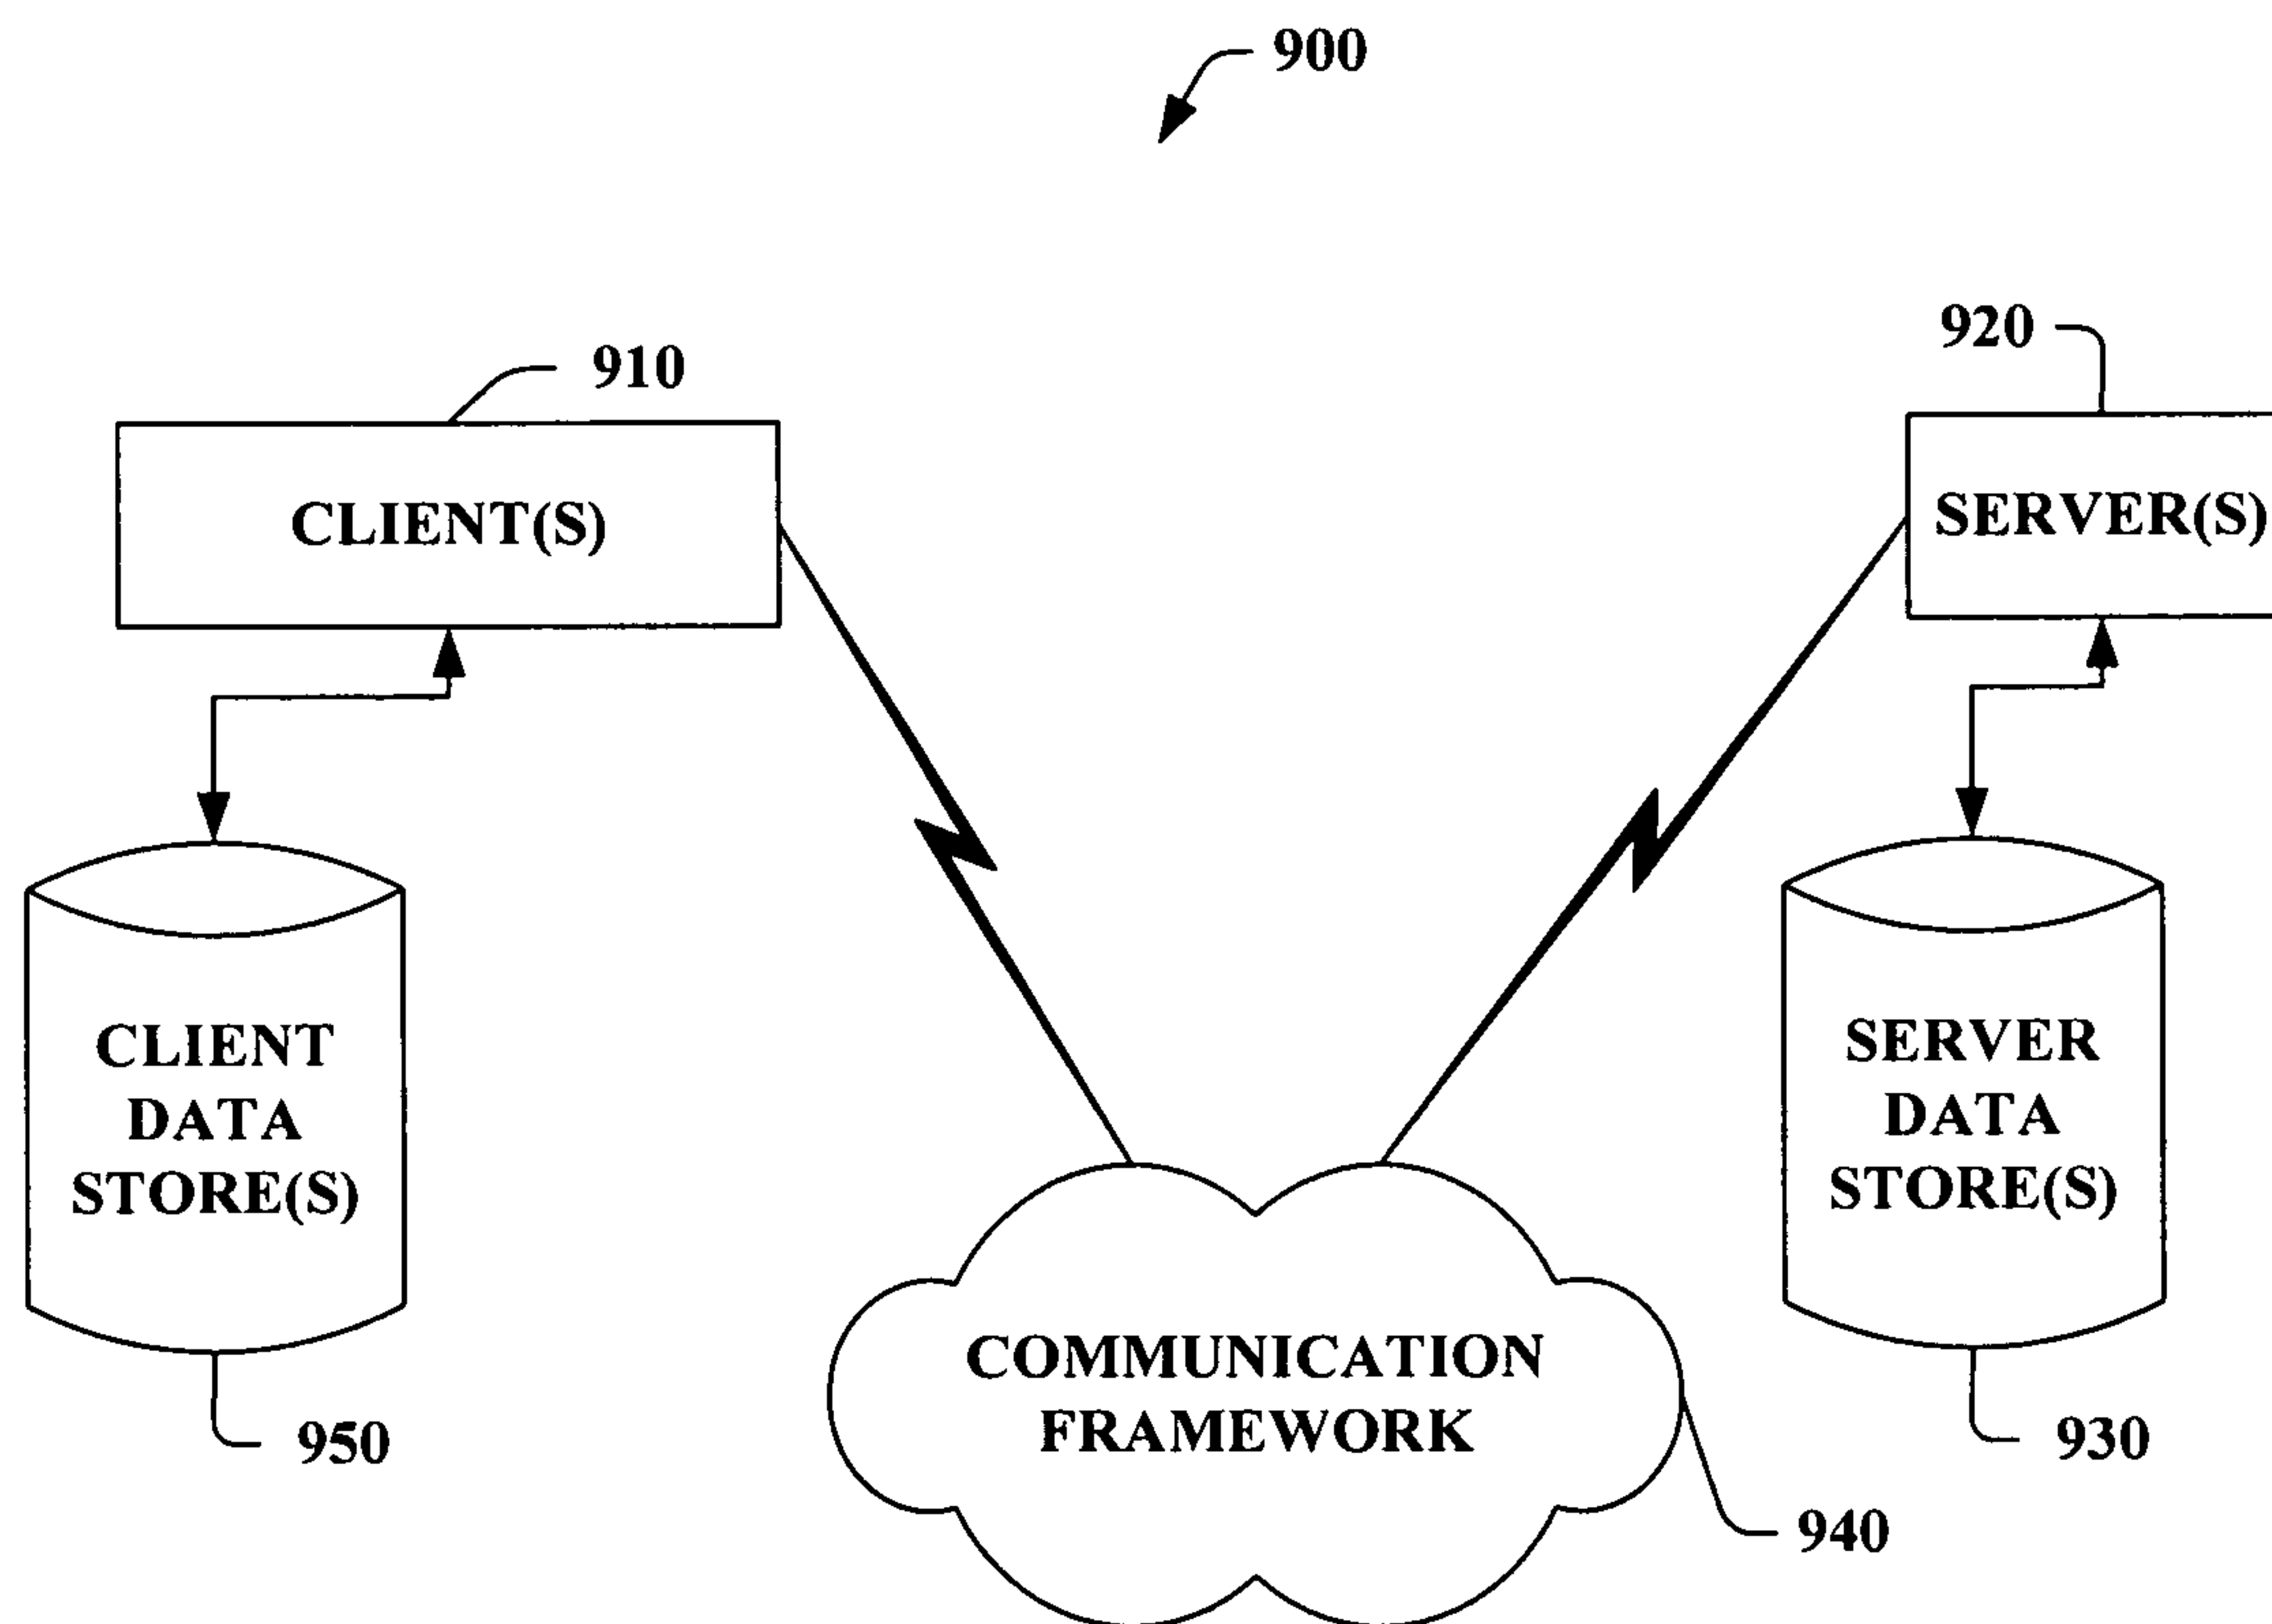 900
910
920
CLIENT(S)
SERVER(S)
CLIENT
DATA
STORE(S)
SERVER
DATA
STORE(S)
COMMUNICATION
FRAMEWORK
950
930
940